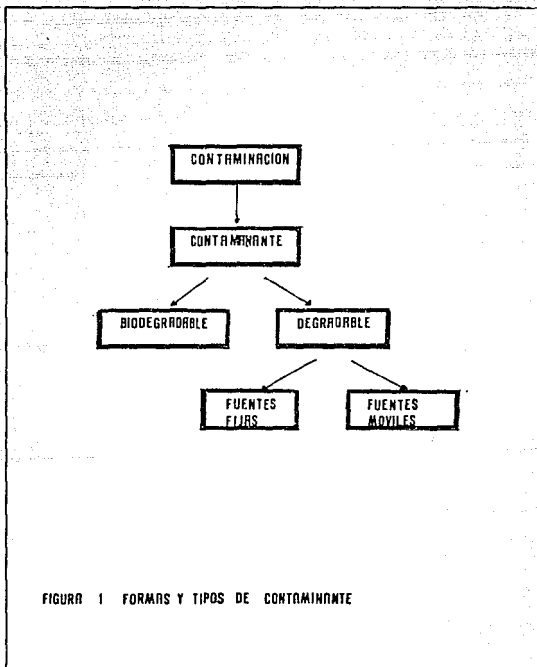 CONTAMINACION
CONTAMINANTE
BIODEGRADABLE
DEGRADABLE
FUENTES
FIJAS
FUENTES
MOVILES
FIGURA 1 FORMAS Y TIPOS DE CONTAMINANTE